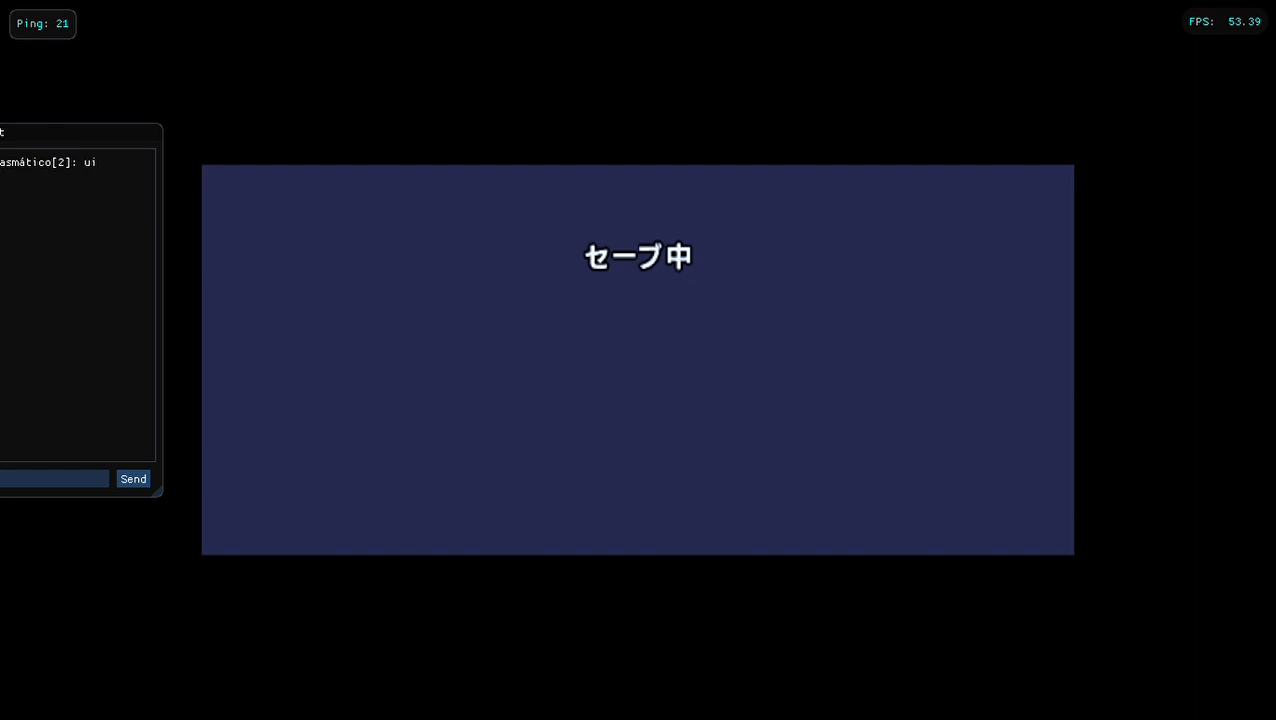 Ping: 21
FPS: 53.39
asmático[2]: ui
セーブ中
Send